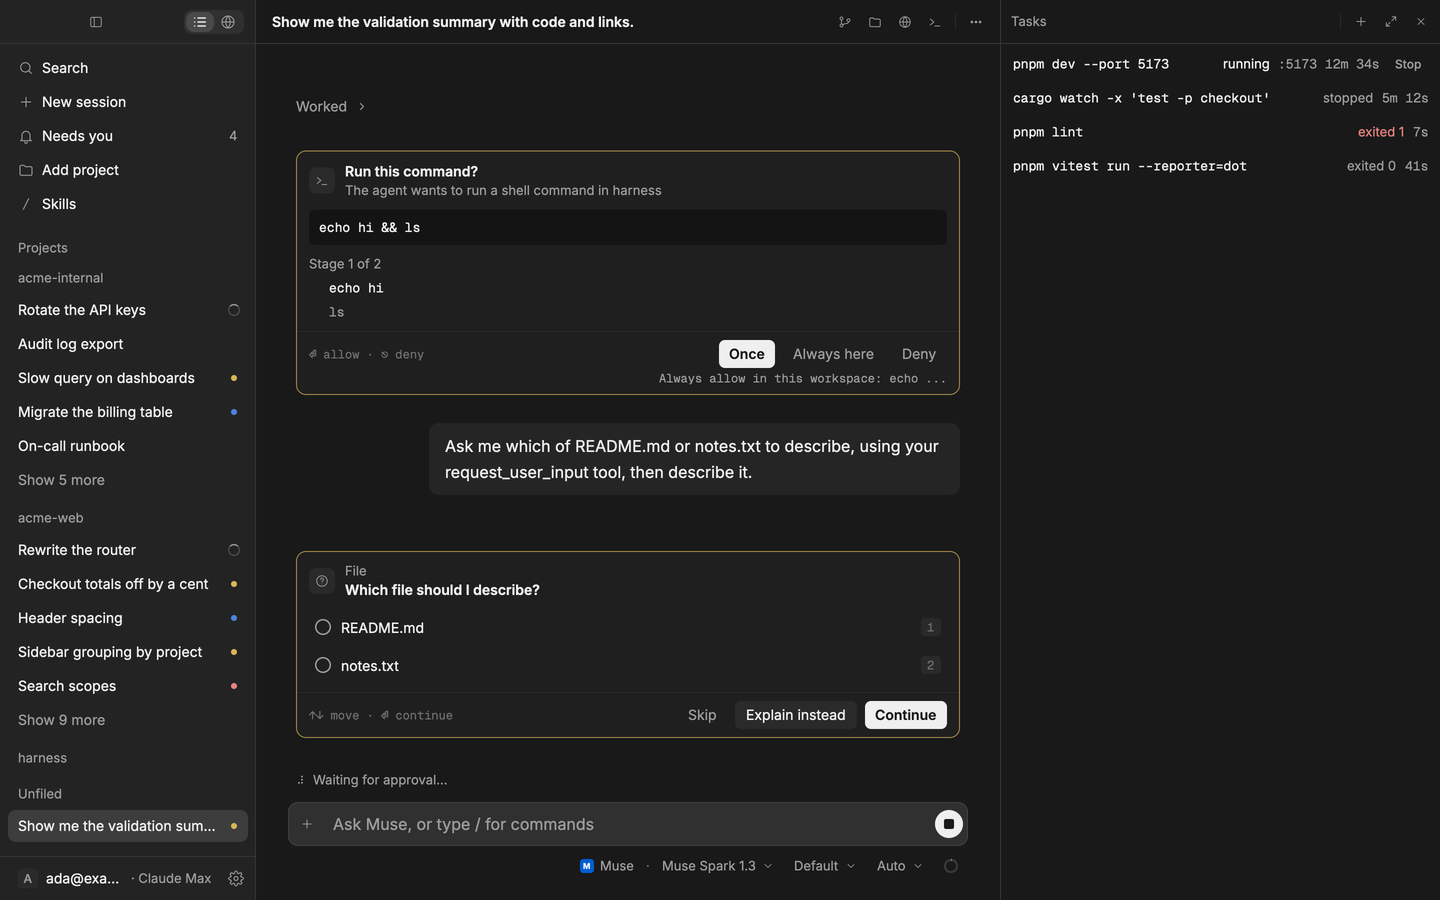 Search
New session
Needs you 4
Add project
Skills
Projects
acme-internal
Rotate the API keys
Audit log export
Slow query on dashboards
Migrate the billing table
On-call runbook
Show 5 more
acme-web
Rewrite the router
Checkout totals off by a cent
Header spacing
Sidebar grouping by project
Search scopes
Show 9 more
harness
Unfiled
Show me the validation sum...
A ada@exa... · Claude Max
Show me the validation summary with code and links.
Worked
Run this command?
The agent wants to run a shell command in harness
echo hi && ls
Stage 1 of 2
echo hi
ls
allow · deny
Once Always here Deny
Always allow in this workspace: echo ...
Ask me which of README.md or notes.txt to describe, using your
request_user_input tool, then describe it.
File
Which file should I describe?
README.md 1
notes.txt 2
move · continue
Skip Explain instead Continue
Waiting for approval...
Ask Muse, or type / for commands
M Muse · Muse Spark 1.3 Default Auto
Tasks
pnpm dev --port 5173 running :5173 12m 34s Stop
cargo watch -x 'test -p checkout' stopped 5m 12s
pnpm lint exited 1 7s
pnpm vitest run --reporter=dot exited 0 41s